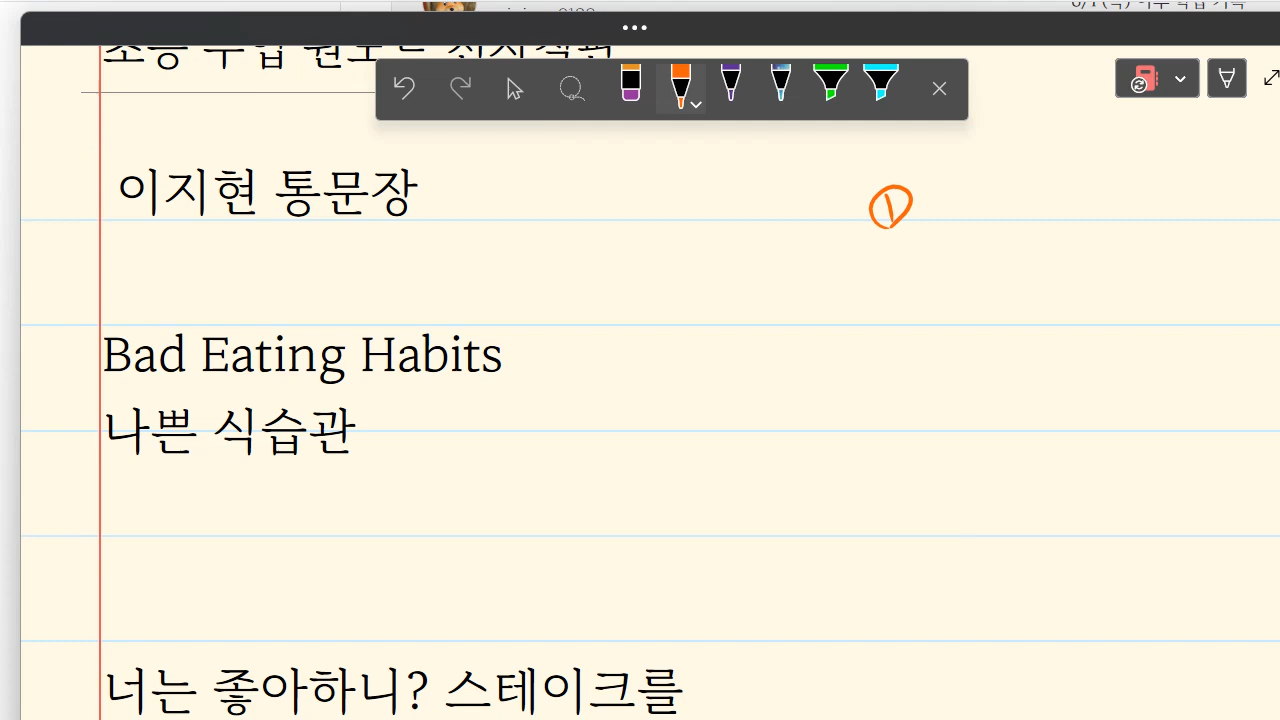 이지현 통문장
①
Bad Eating Habits
나쁜 식습관
너는 좋아하니? 스테이크를